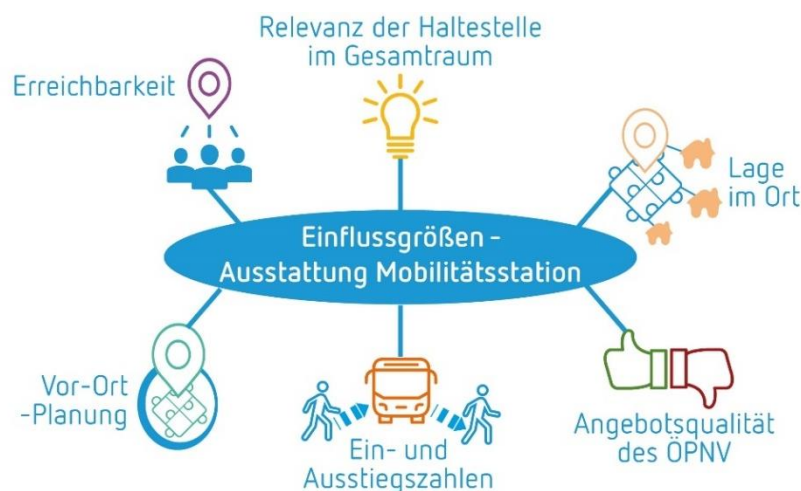 Relevanz der Haltestelle
im Gesamtraum
Erreichbarkeit
Lage
im Ort
Einflussgrößen -
Ausstattung Mobilitätsstation
Vor-Ort
-Planung
Ein- und
Ausstiegszahlen
Angebotsqualität
des ÖPNV